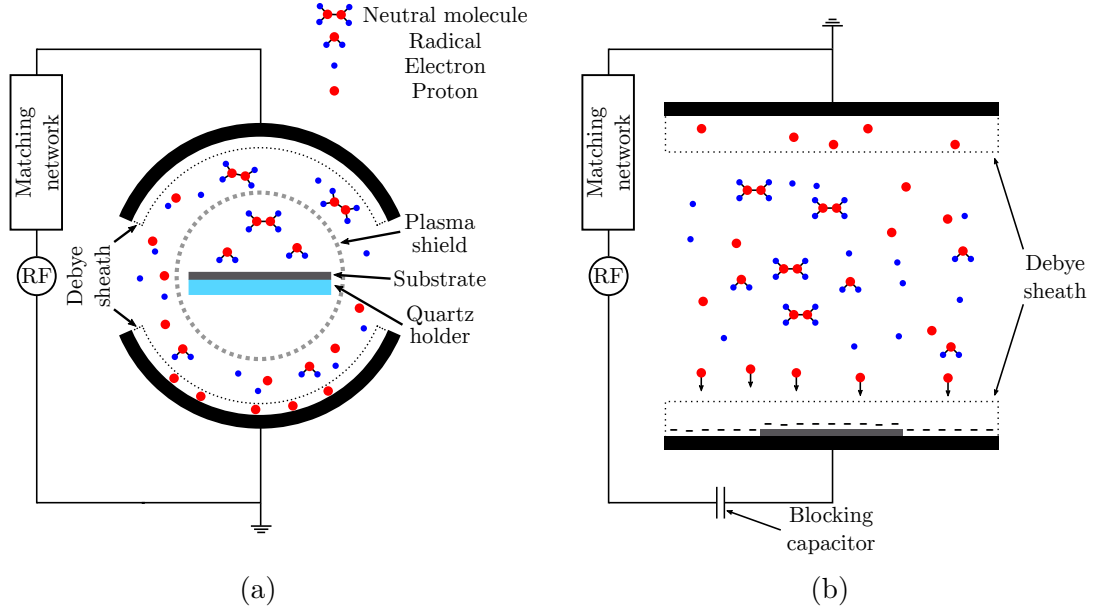 Neutral molecule
Radical
Electron
Proton
Matching
network
RF
Debye
sheath
Plasma
shield
Substrate
Quartz
holder
(a)
Matching
network
RF
Debye
sheath
Blocking
capacitor
(b)